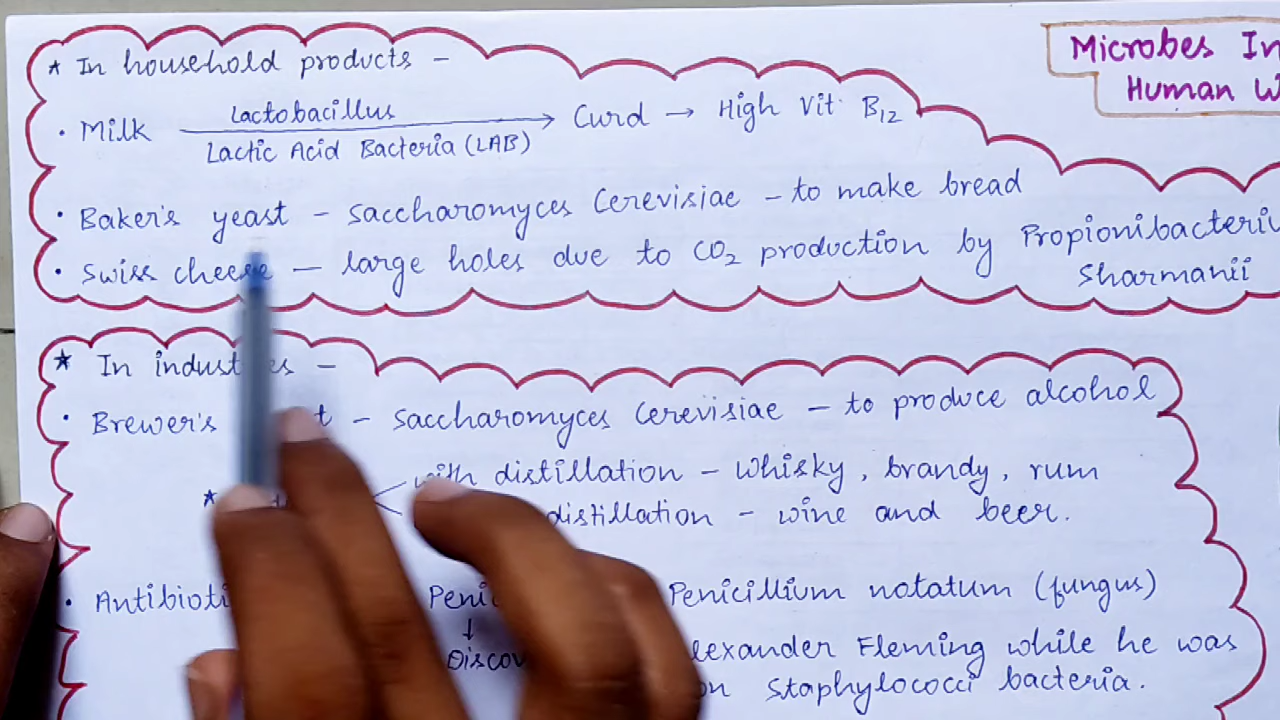 Microbes In
Human W
* In household products -
• Milk Lactobacillus → Curd → High Vit. B12
Lactic Acid Bacteria (LAB)
• Baker's yeast - saccharomyces Cerevisiae - to make bread
• Swiss cheese - large holes due to CO2 production by Propionibacteriu
Sharmanii
* In industries -
• Brewer's - saccharomyces Cerevisiae - to produce alcohol
* with distillation - whisky, brandy, rum
distillation - wine and beer.
• Antibioti Peni Penicillium notatum (fungus)
↓
Discov lexander Fleming while he was
on staphylococci bacteria.